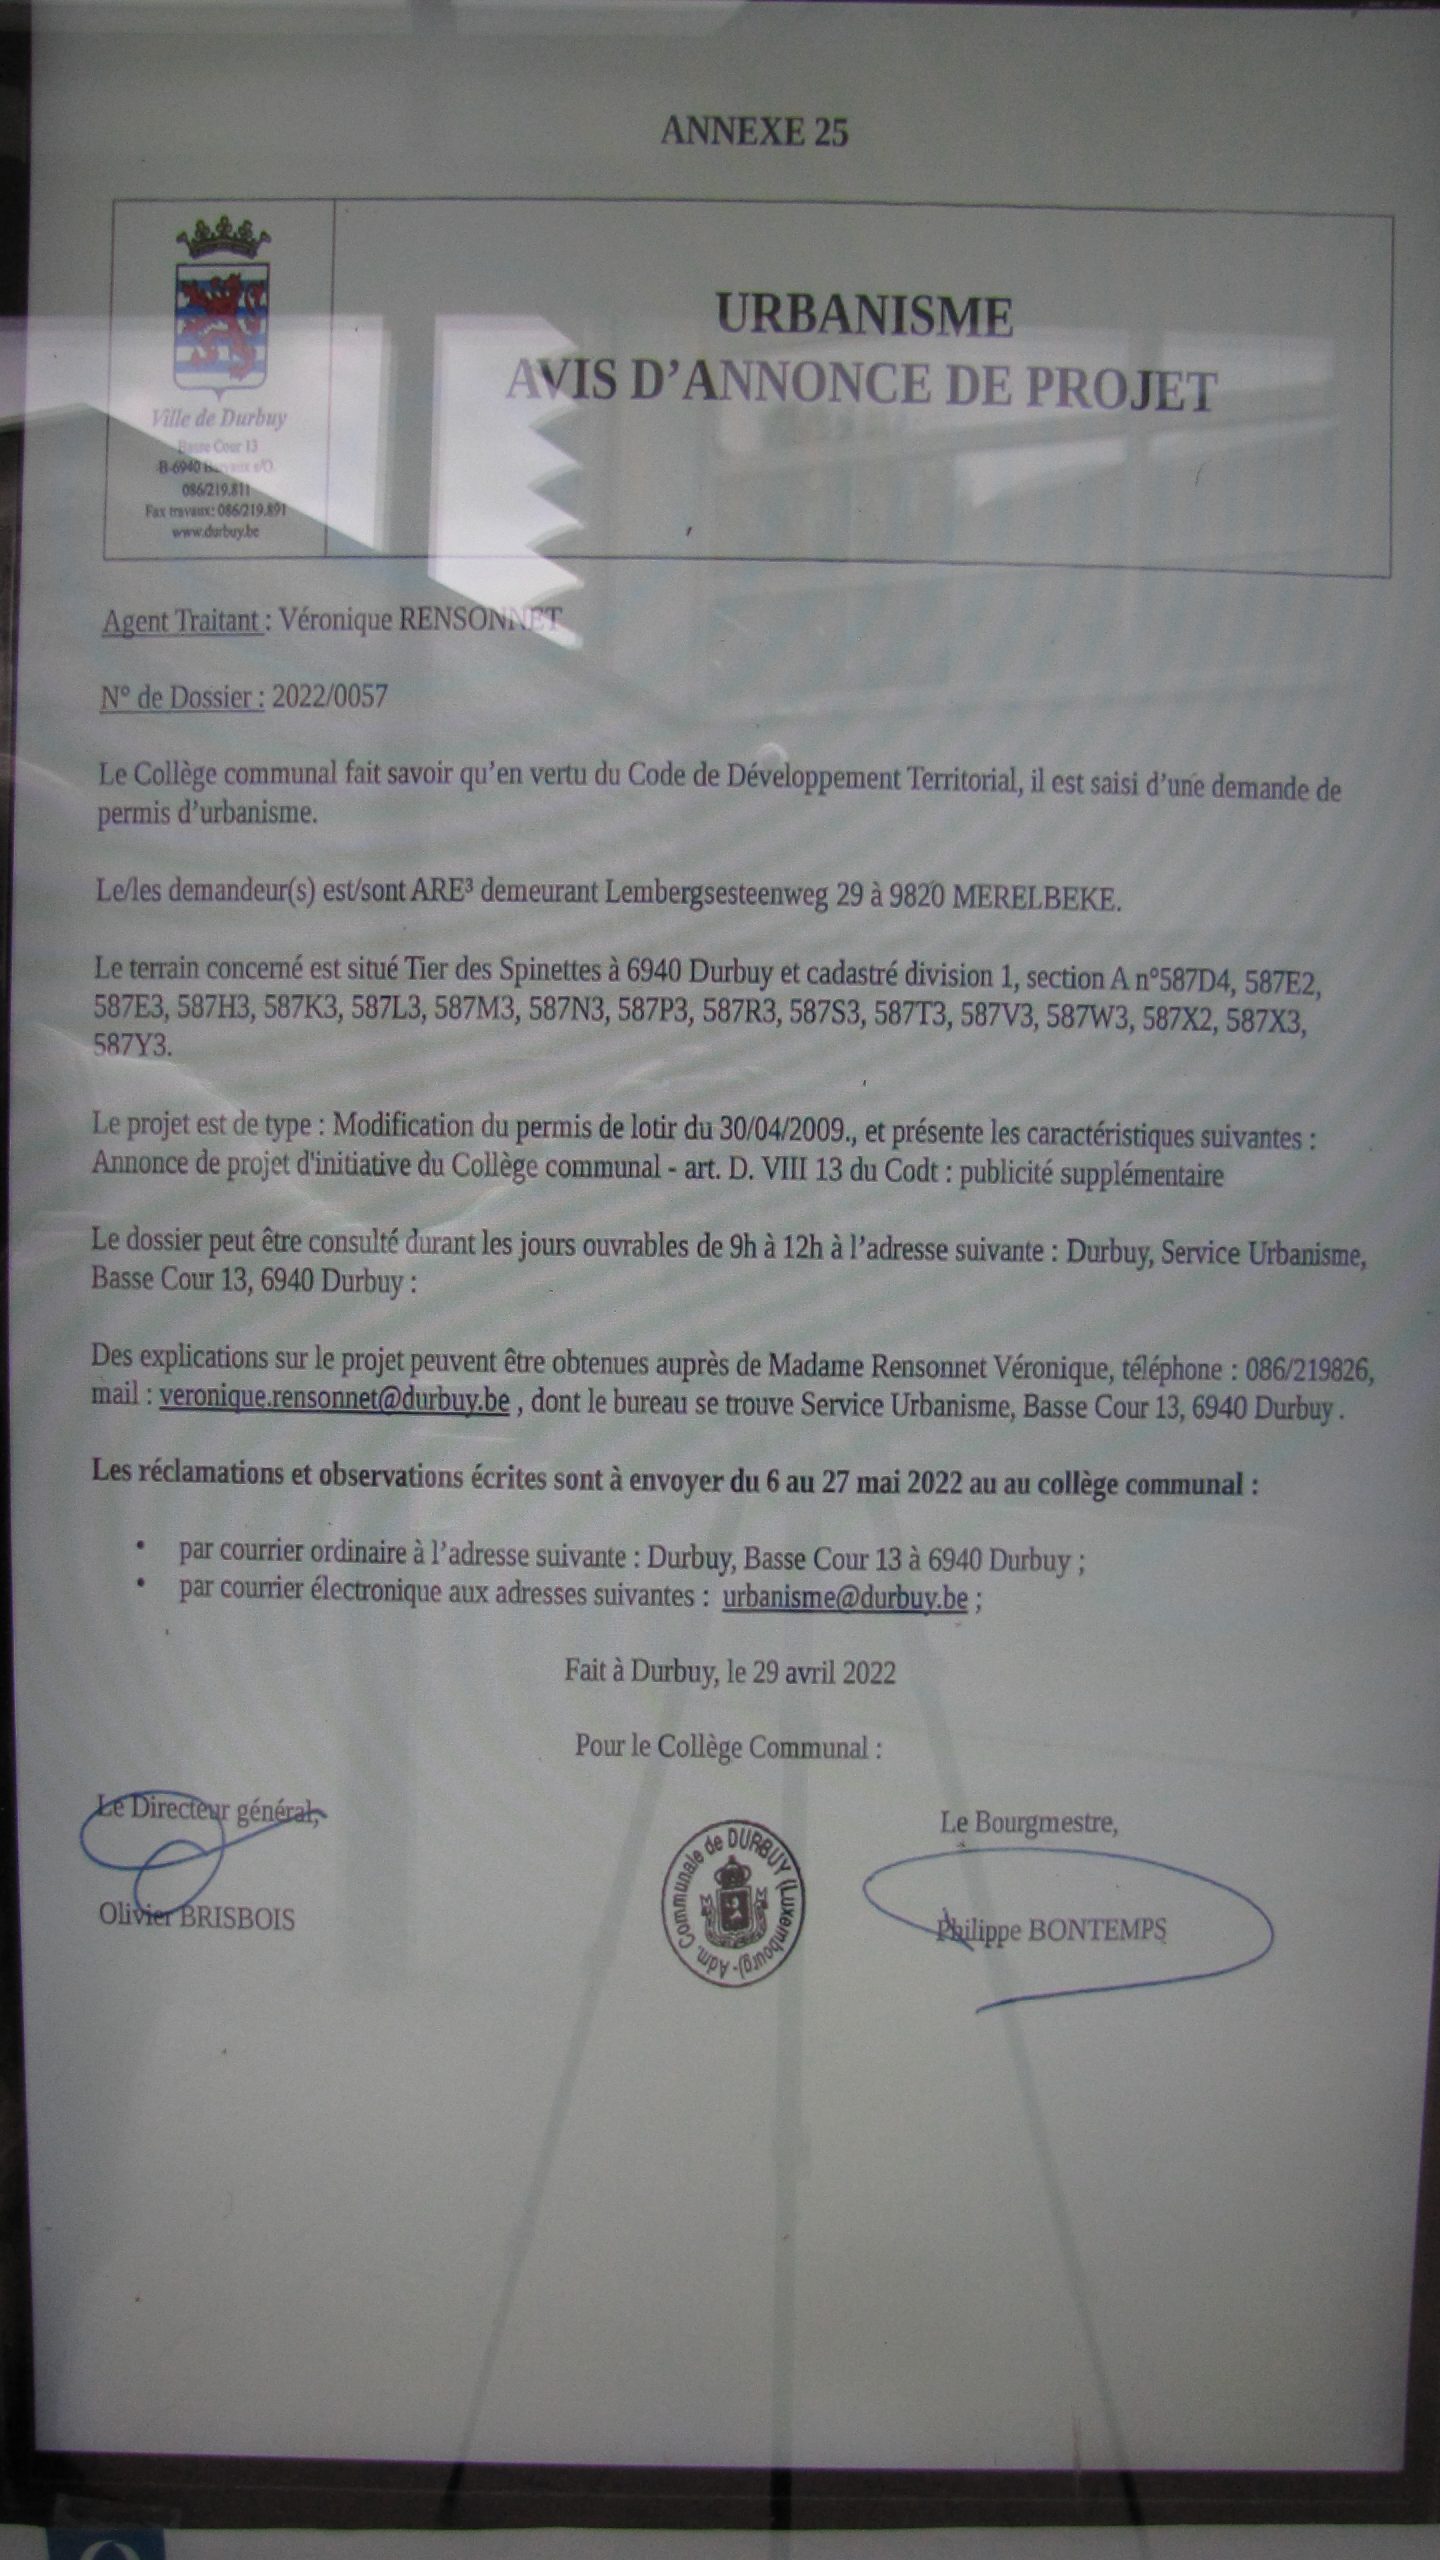 ANNEXE 25
Ville de Durbuy
Basse Cour 13
B-6940 Barvaux s/O.
086/219.811
Fax travaux: 086/219.891
www.durbuy.be
URBANISME
AVIS D'ANNONCE DE PROJET
Agent Traitant : Véronique RENSONNET
N° de Dossier : 2022/0057
Le Collège communal fait savoir qu'en vertu du Code de Développement Territorial, il est saisi d'une demande de
permis d'urbanisme.
Le/les demandeur(s) est/sont ARE³ demeurant Lembergsesteenweg 29 à 9820 MERELBEKE.
Le terrain concerné est situé Tier des Spinettes à 6940 Durbuy et cadastré division 1, section A n°587D4, 587E2,
587E3, 587H3, 587K3, 587L3, 587M3, 587N3, 587P3, 587R3, 587S3, 587T3, 587V3, 587W3, 587X2, 587X3,
587Y3.
Le projet est de type : Modification du permis de lotir du 30/04/2009., et présente les caractéristiques suivantes :
Annonce de projet d'initiative du Collège communal - art. D. VIII 13 du Codt : publicité supplémentaire
Le dossier peut être consulté durant les jours ouvrables de 9h à 12h à l'adresse suivante : Durbuy, Service Urbanisme,
Basse Cour 13, 6940 Durbuy :
Des explications sur le projet peuvent être obtenues auprès de Madame Rensonnet Véronique, téléphone : 086/219826,
mail : veronique.rensonnet@durbuy.be , dont le bureau se trouve Service Urbanisme, Basse Cour 13, 6940 Durbuy .
Les réclamations et observations écrites sont à envoyer du 6 au 27 mai 2022 au au collège communal :
• par courrier ordinaire à l'adresse suivante : Durbuy, Basse Cour 13 à 6940 Durbuy ;
• par courrier électronique aux adresses suivantes : urbanisme@durbuy.be ;
Fait à Durbuy, le 29 avril 2022
Pour le Collège Communal :
Le Directeur général,
Olivier BRISBOIS
Adm. Communale de DURBUY (Luxembourg)-
Le Bourgmestre,
Philippe BONTEMPS